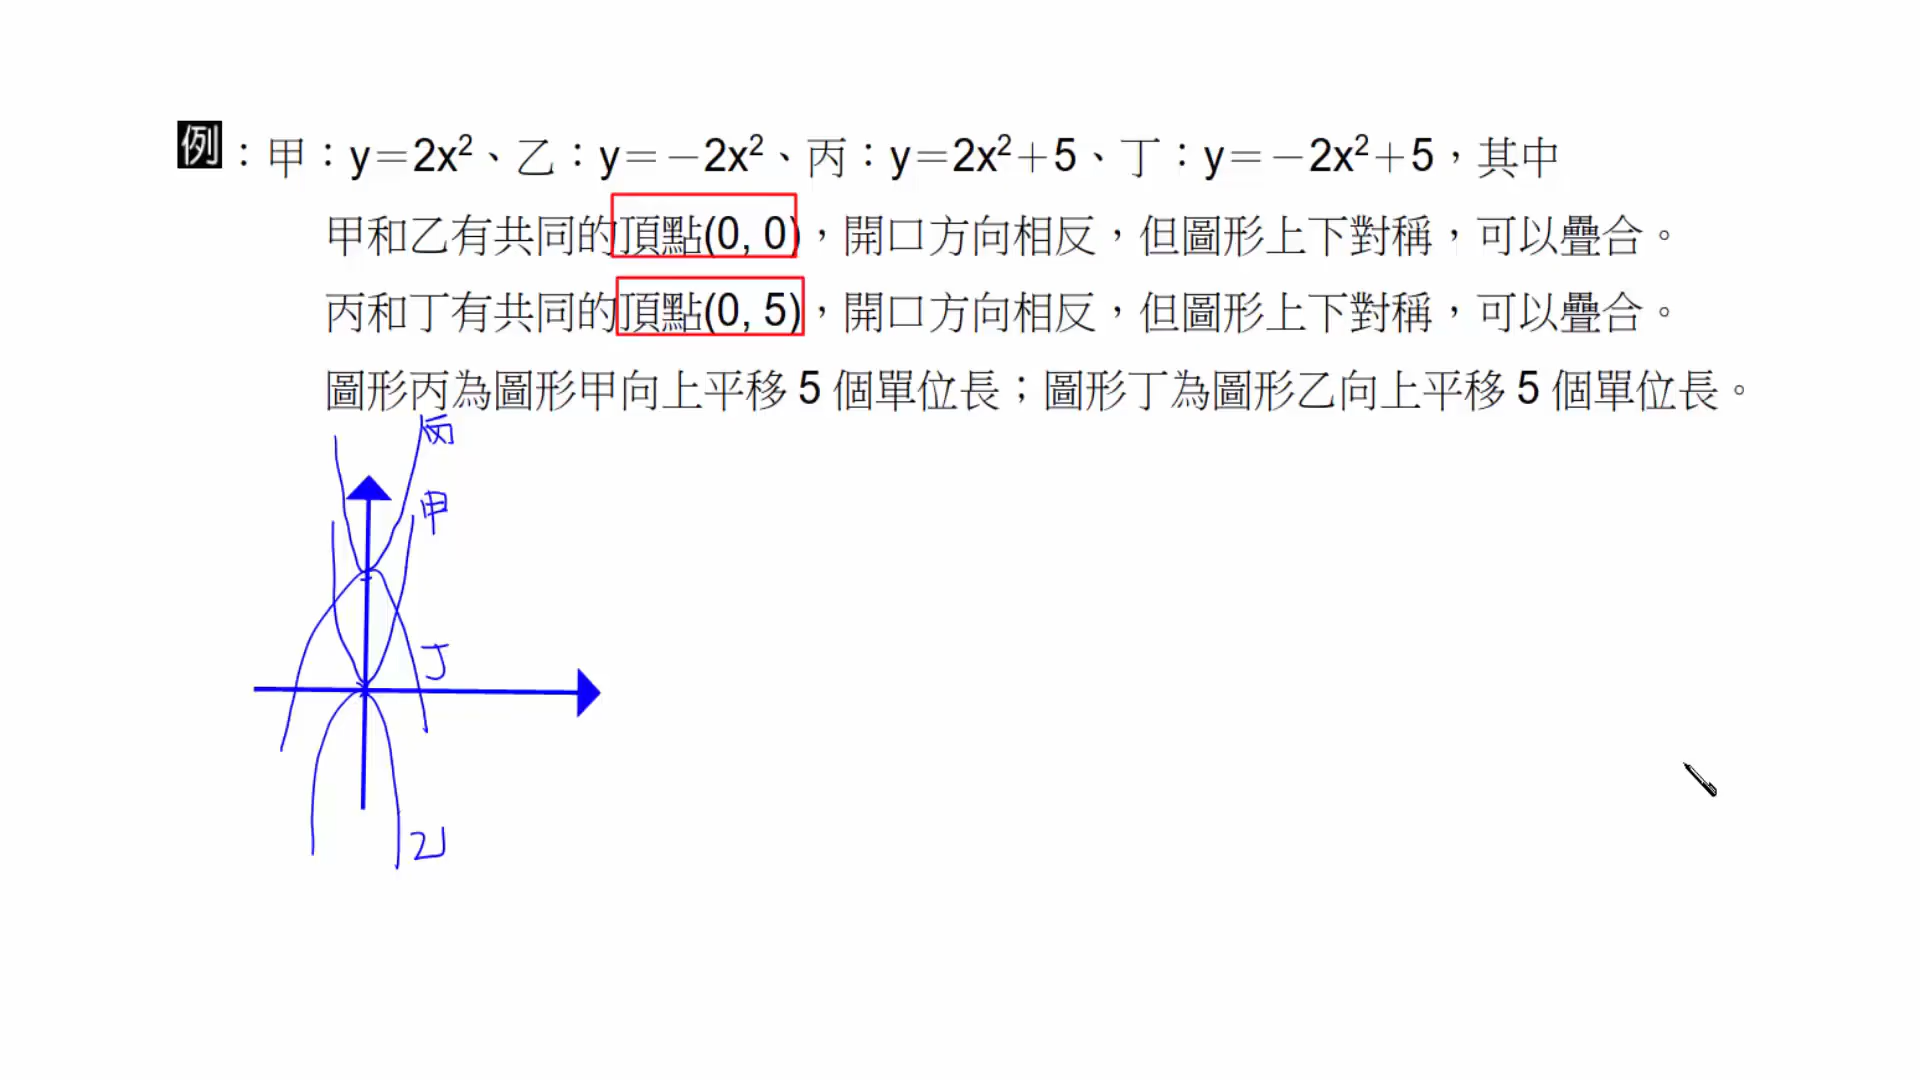 例：甲：y＝2x²、乙：y＝－2x²、丙：y＝2x²＋5、丁：y＝－2x²＋5，其中
甲和乙有共同的頂點(0, 0)，開口方向相反，但圖形上下對稱，可以疊合。
丙和丁有共同的頂點(0, 5)，開口方向相反，但圖形上下對稱，可以疊合。
圖形丙為圖形甲向上平移 5 個單位長；圖形丁為圖形乙向上平移 5 個單位長。
丙
甲
丁
乙